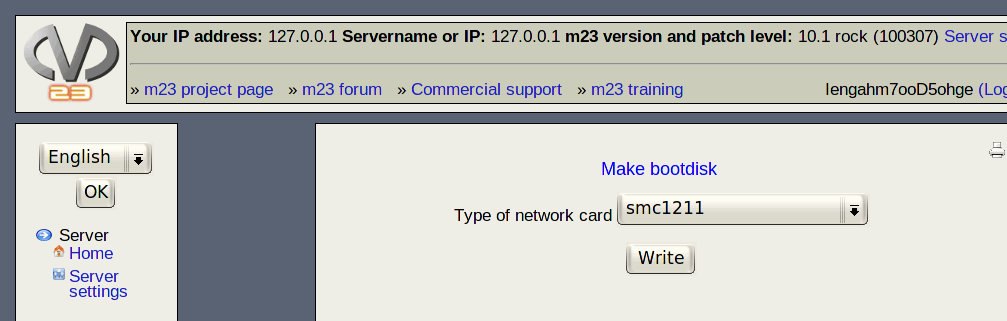 Your IP address: 127.0.0.1 Servername or IP: 127.0.0.1 m23 version and patch level: 10.1 rock (100307) Server s
» m23 project page » m23 forum » Commercial support » m23 training Iengahm7ooD5ohge (Log
23
English
OK
Server
Home
Server
settings
Make bootdisk
Type of network card smc1211
Write